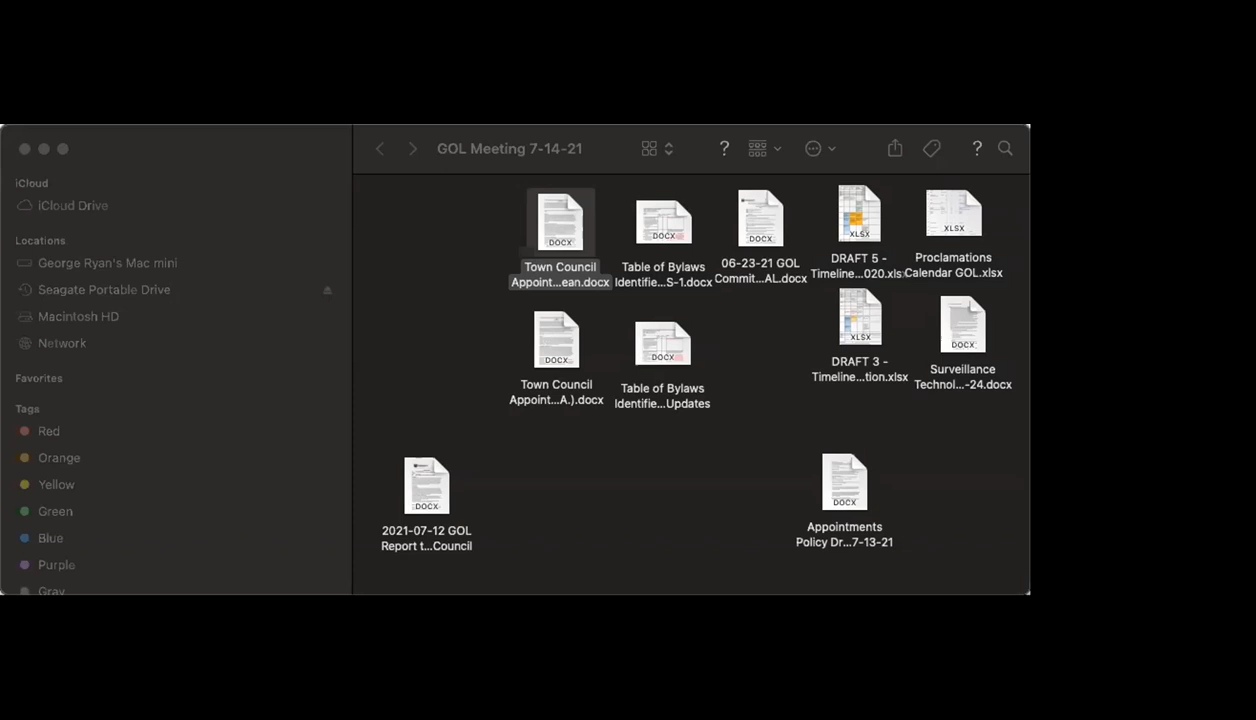 GOL Meeting 7-14-21
?
?
iCloud
iCloud Drive
Locations
George Ryan's Mac mini
Seagate Portable Drive
Macintosh HD
Network
Favorites
Tags
Red
Orange
Yellow
Green
Blue
Purple
Gray
DOCX
Town Council
Appoint...ean.docx
DOCX
Table of Bylaws
Identifie...S-1.docx
DOCX
06-23-21 GOL
Commit...AL.docx
XLSX
DRAFT 5 -
Timeline...020.xlsx
XLSX
Proclamations
Calendar GOL.xlsx
DOCX
Town Council
Appoint...A.).docx
DOCX
Table of Bylaws
Identifie...Updates
XLSX
DRAFT 3 -
Timeline...tion.xlsx
DOCX
Surveillance
Technol...-24.docx
DOCX
2021-07-12 GOL
Report t...Council
DOCX
Appointments
Policy Dr...7-13-21